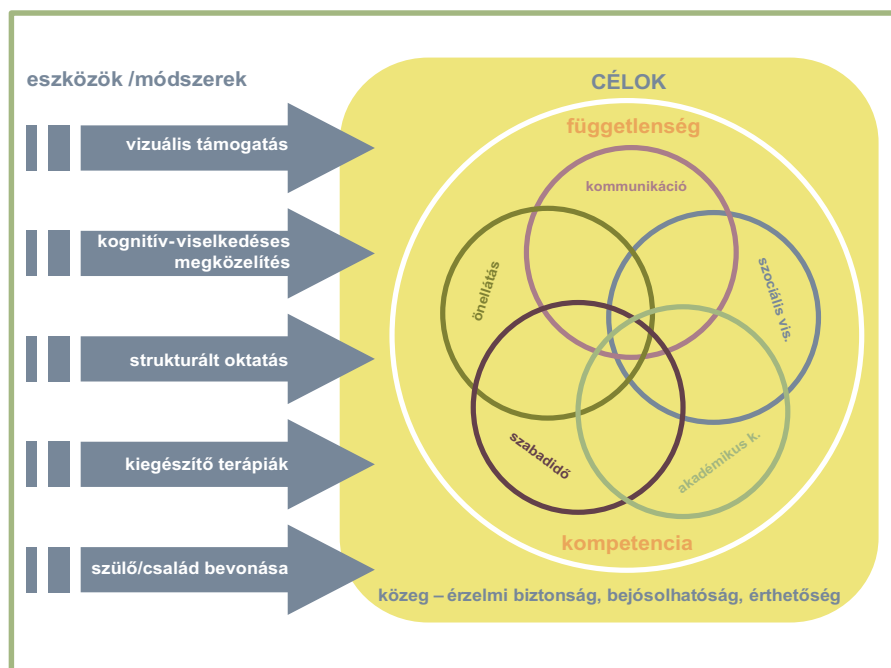 eszközök /módszerek
vizuális támogatás
kognitív-viselkedéses
megközelítés
strukturált oktatás
kiegészítő terápiák
szülő/család bevonása
CÉLOK
függetlenség
kommunikáció
önellátás
szociális vis.
szabadidő
akadémikus k.
kompetencia
közeg – érzelmi biztonság, bejósolhatóság, érthetőség